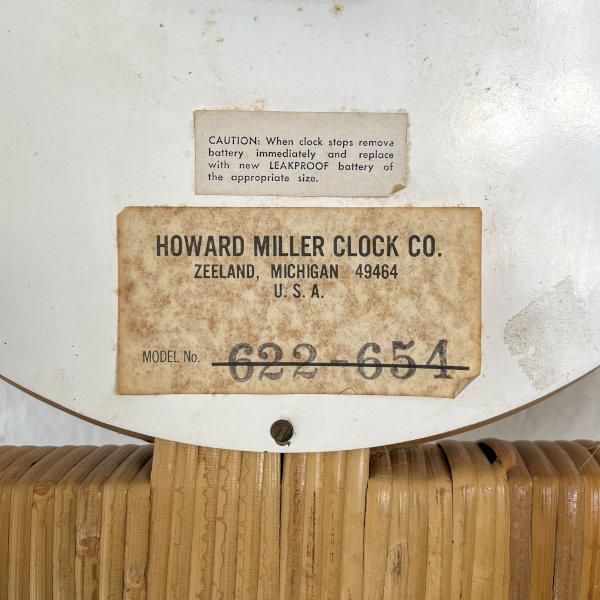 CAUTION: When clock stops remove
battery immediately and replace
with new LEAKPROOF battery of
the appropriate size.
HOWARD MILLER CLOCK CO.
ZEELAND, MICHIGAN 49464
U. S. A.
MODEL No. 622-654